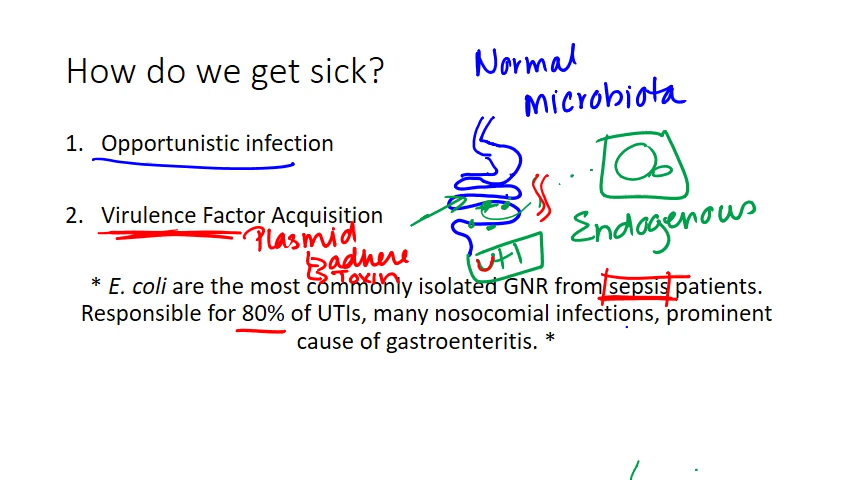 How do we get sick?
Normal
microbiota
1. Opportunistic infection
2. Virulence Factor Acquisition
Plasmid
adhere
Toxin
Endogenous
UTI
* E. coli are the most commonly isolated GNR from sepsis patients.
Responsible for 80% of UTIs, many nosocomial infections, prominent
cause of gastroenteritis. *